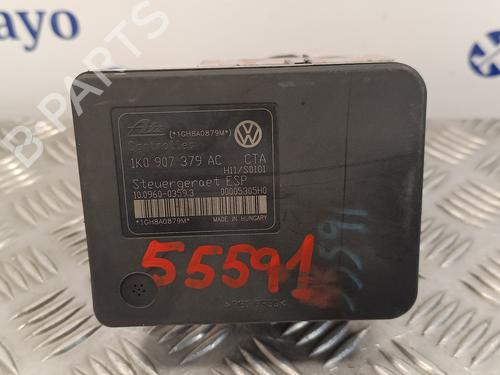 ayo
B PARTS
Ate {*1GH8A0879M*}
Controller
1K0 907 379 AC CTA
H11/S0101
Steuergeraet ESP
10.0960-0359.3 00005305H0
*1GH8A0879M* MADE IN HUNGARY
55591
5591